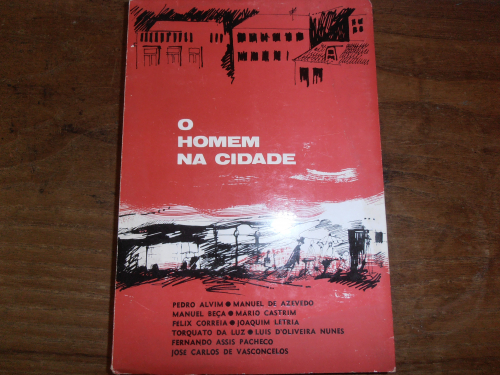 O
HOMEM
NA CIDADE
PEDRO ALVIM ● MANUEL DE AZEVEDO
MANUEL BEÇA ● MARIO CASTRIM
FELIX CORREIA ● JOAQUIM LETRIA
TORQUATO DA LUZ ● LUIS D'OLIVEIRA NUNES
FERNANDO ASSIS PACHECO
JOSE CARLOS DE VASCONCELOS